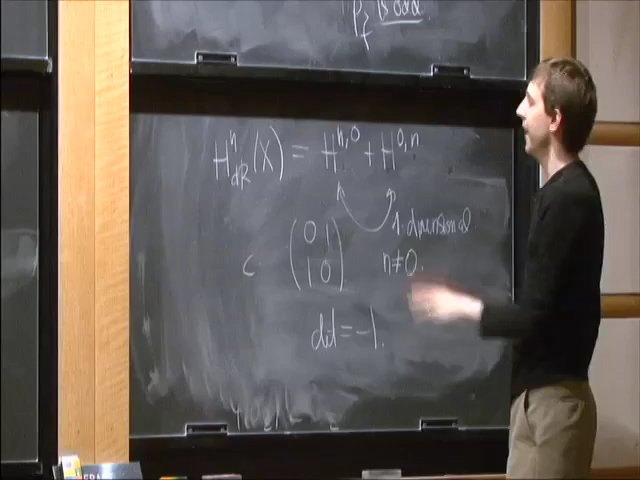 is odd.
H^n_dR(X) = H^{n,0} + H^{0,n}
1-dimensional
c (0 1
1 0)
n≠0.
det = -1.